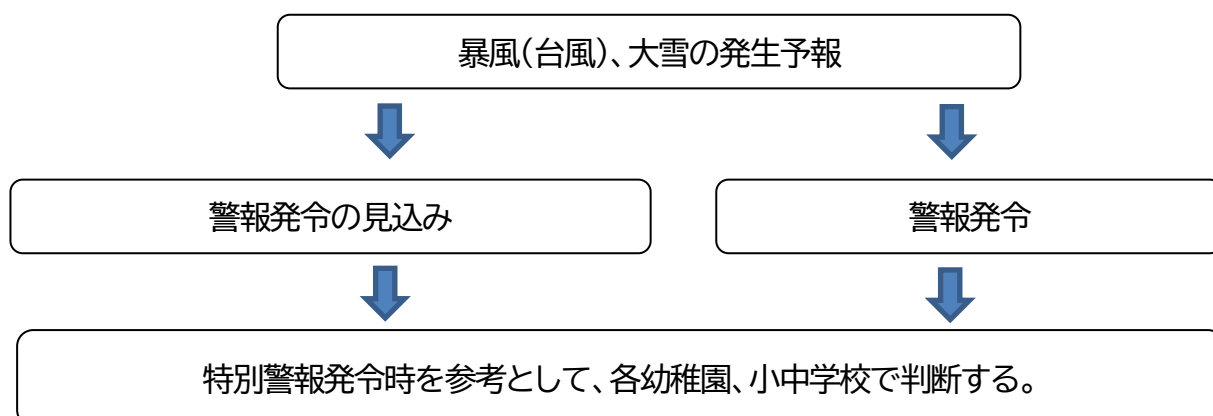 暴風(台風)、大雪の発生予報
警報発令の見込み
警報発令
特別警報発令時を参考として、各幼稚園、小中学校で判断する。